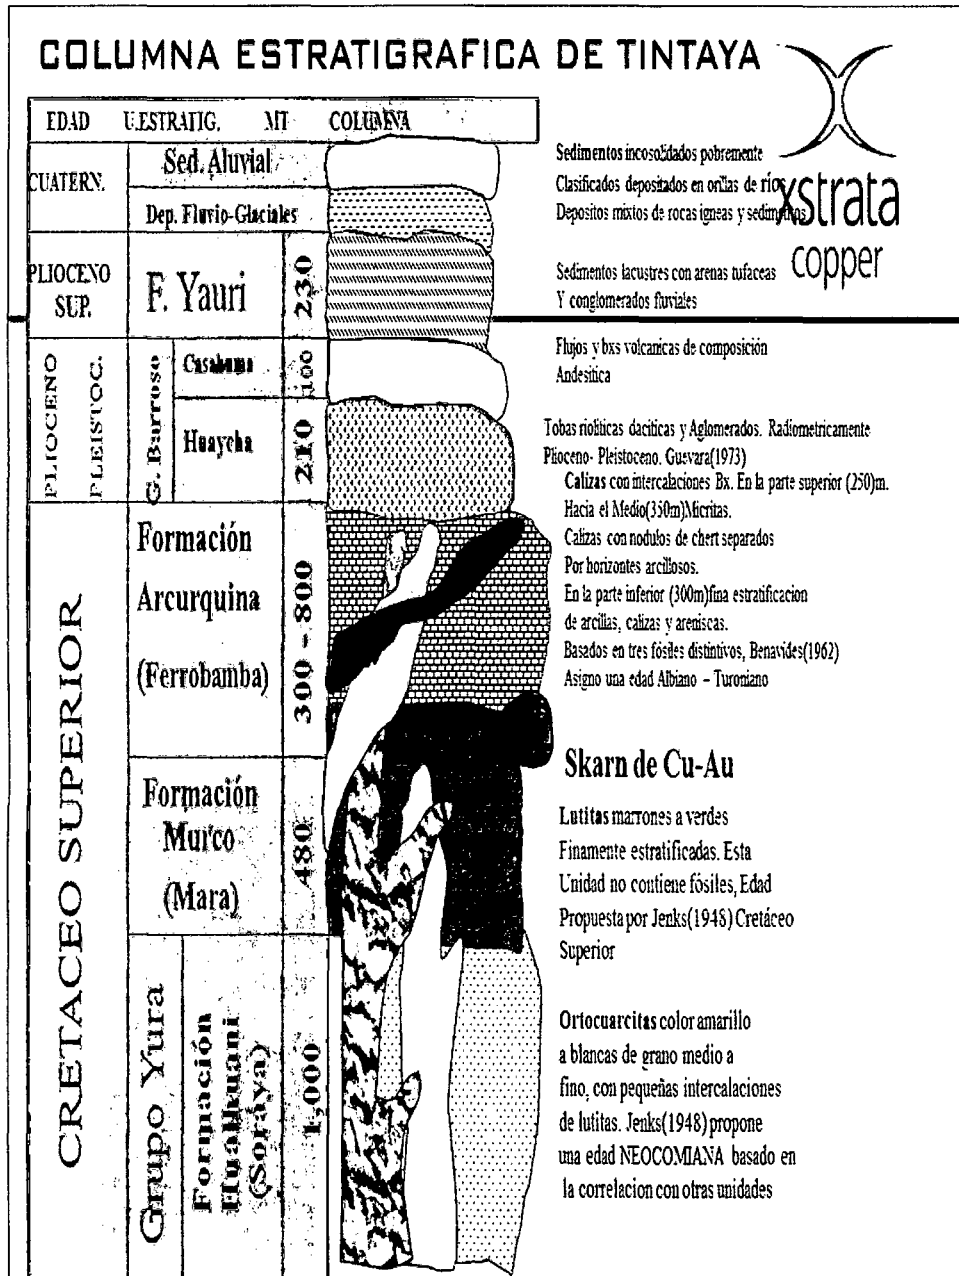 COLUMNA ESTRATIGRAFICA DE TINTAYA
EDAD U.ESTRATIG. MT COLUMNA
CUATERN.
Sed. Aluvial
Dep. Fluvio-Glaciales
PLIOCENO
SUP.
F. Yauri
230
PLIOCENO
PLEISTOC.
G. Barroso
Casahuma
100
Huaycha
210
CRETACEO SUPERIOR
Formación
Arcurquina
(Ferrobamba)
300 - 800
Formación
Murco
(Mara)
480
Grupo Yura
Formación
Hualhuani
(Soraya)
1,000
Sedimentos incosolidados pobremente
Clasificados depositados en orillas de ríos
Depositos mixtos de rocas igneas y
xstrata
copper
Sedimentos lacustres con arenas tufaceas
Y conglomerados fluviales
Flujos y bxs volcanicas de composición
Andesitica
Tobas rioliticas daciticas y Aglomerados. Radiometricamente
Plioceno- Pleistoceno. Guevara(1973)
Calizas con intercalaciones Bx. En la parte superior (250)m.
Hacia el Medio(350m)Micritas.
Calizas con nodulos de chert separados
Por horizontes arcillosos.
En la parte inferior (300m)fina estratificacion
de arcillas, calizas y areniscas.
Basados en tres fósiles distintivos, Benavides(1962)
Asigno una edad Albiano – Turoniano
Skarn de Cu-Au
Lutitas marrones a verdes
Finamente estratificadas. Esta
Unidad no contiene fósiles, Edad
Propuesta por Jenks(1948) Cretáceo
Superior
Ortocuarcitas color amarillo
a blancas de grano medio a
fino, con pequeñas intercalaciones
de lutitas. Jenks(1948) propone
una edad NEOCOMIANA basado en
la correlacion con otras unidades